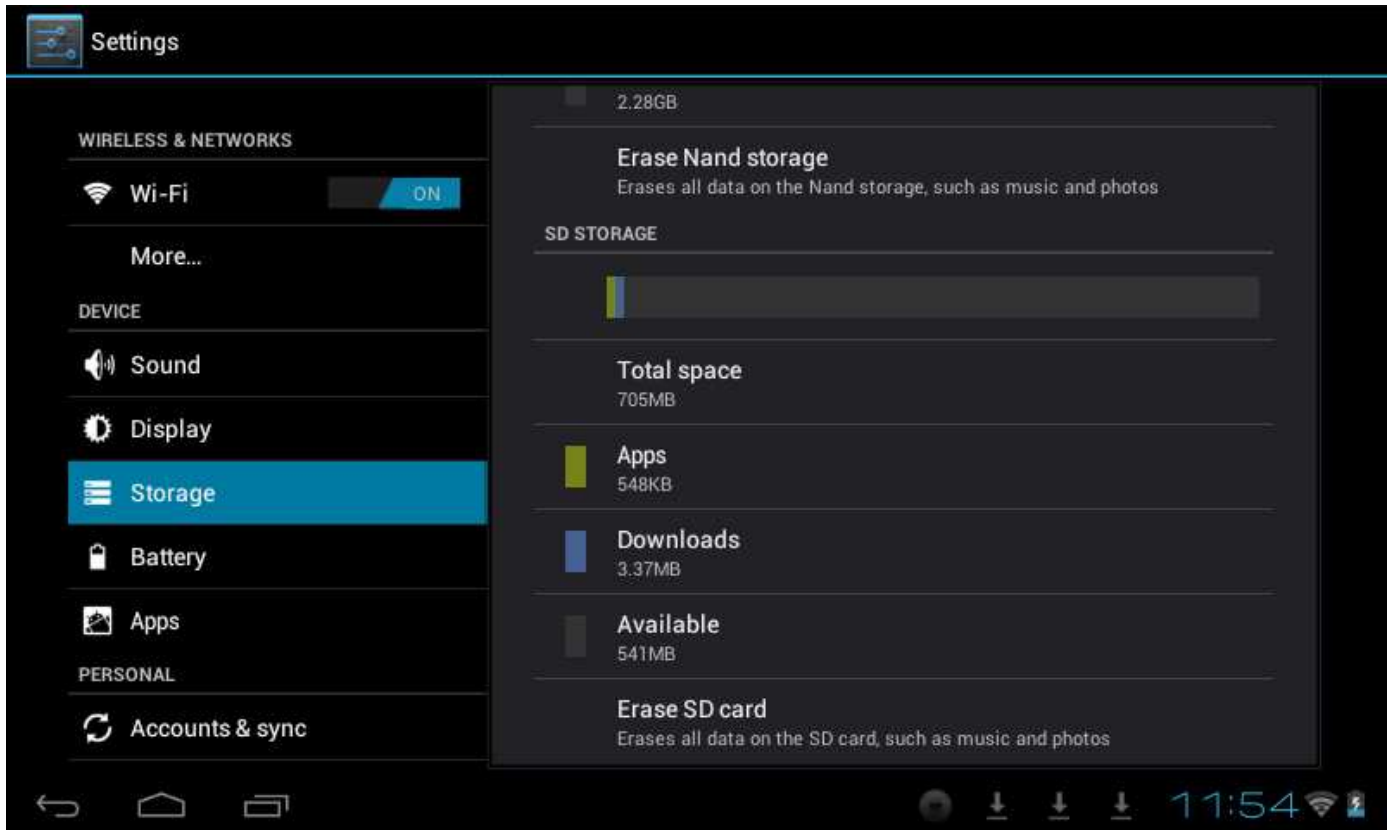 Settings
WIRELESS & NETWORKS
Wi-Fi
ON
More...
DEVICE
Sound
Display
Storage
Battery
Apps
PERSONAL
Accounts & sync
2.28GB
Erase Nand storage
Erases all data on the Nand storage, such as music and photos
SD STORAGE
Total space
705MB
Apps
548KB
Downloads
3.37MB
Available
541MB
Erase SD card
Erases all data on the SD card, such as music and photos
11:54